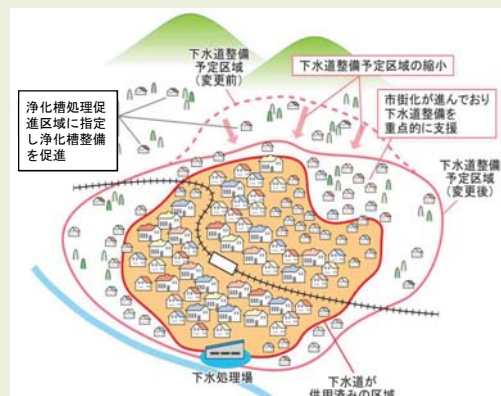 下水道整備
予定区域
(変更前)
下水道整備予定区域の縮小
浄化槽処理促
進区域に指定
し浄化槽整備
を促進
市街化が進んでおり
下水道整備を
重点的に支援
下水道整備
予定区域
(変更後)
下水処理場
下水道が
供用済みの区域